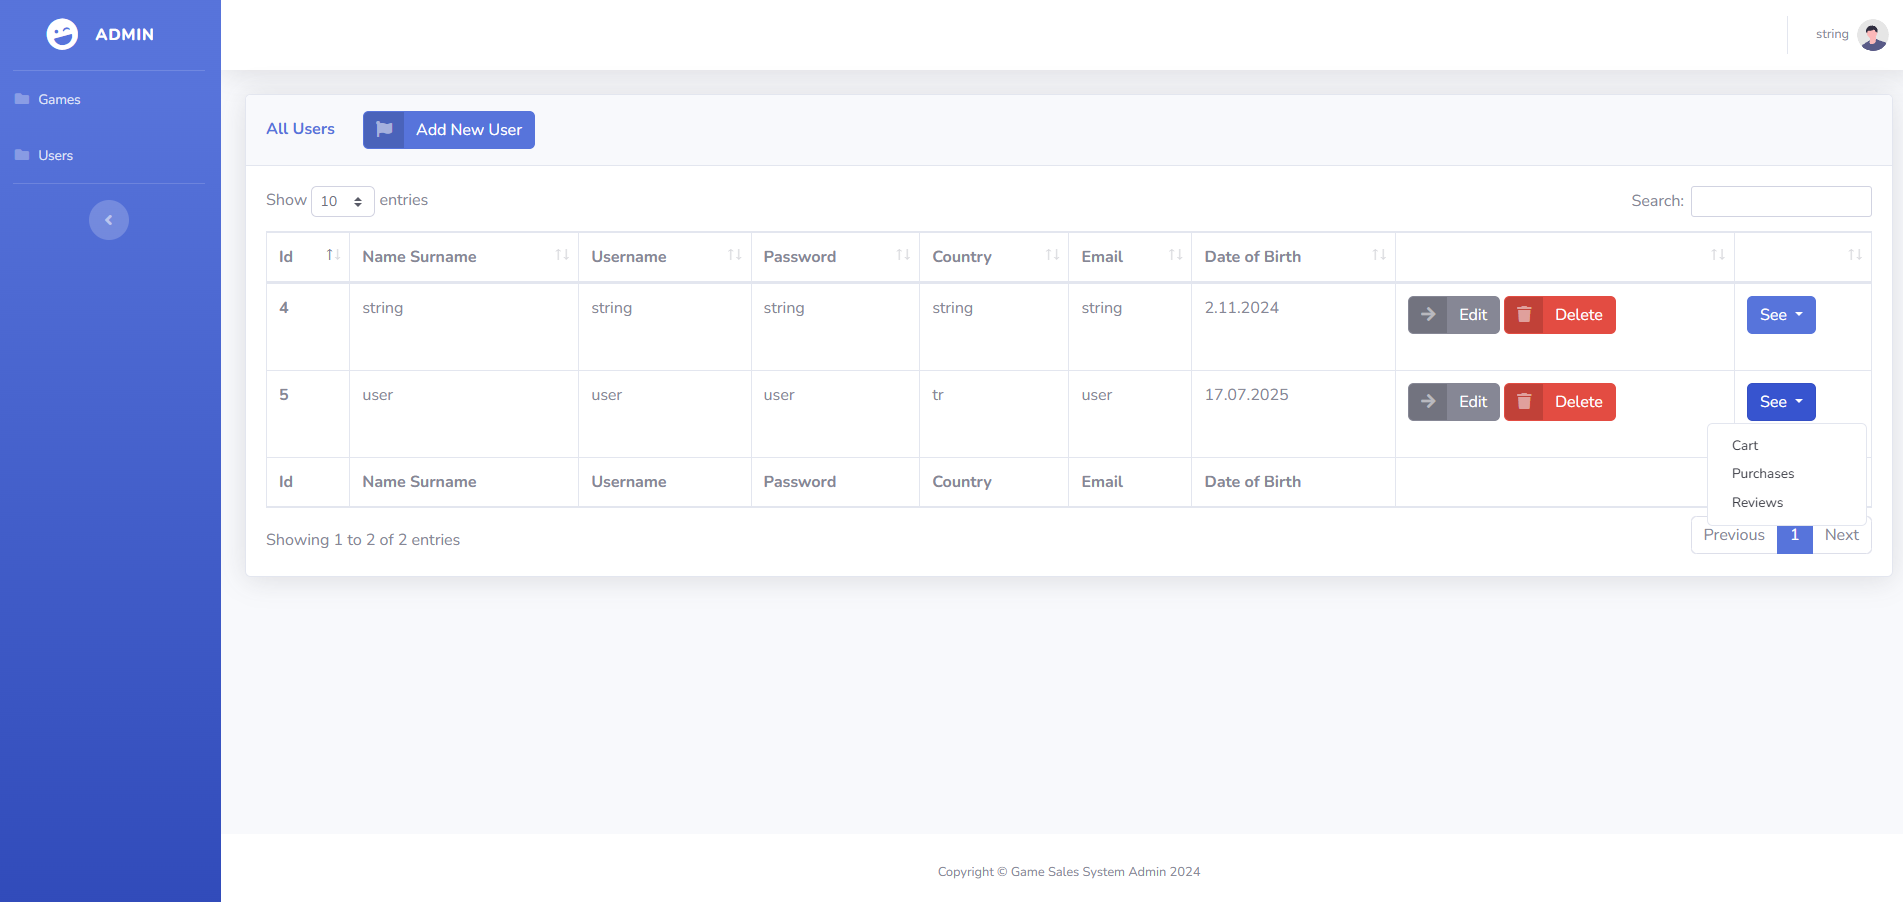 ADMIN
string
Games
Users
All Users
Add New User
Show 10 entries
Search:
Id Name Surname Username Password Country Email Date of Birth
4 string string string string string 2.11.2024 Edit Delete See
5 user user user tr user 17.07.2025 Edit Delete See
Cart
Purchases
Reviews
Id Name Surname Username Password Country Email Date of Birth
Showing 1 to 2 of 2 entries
Previous 1 Next
Copyright © Game Sales System Admin 2024